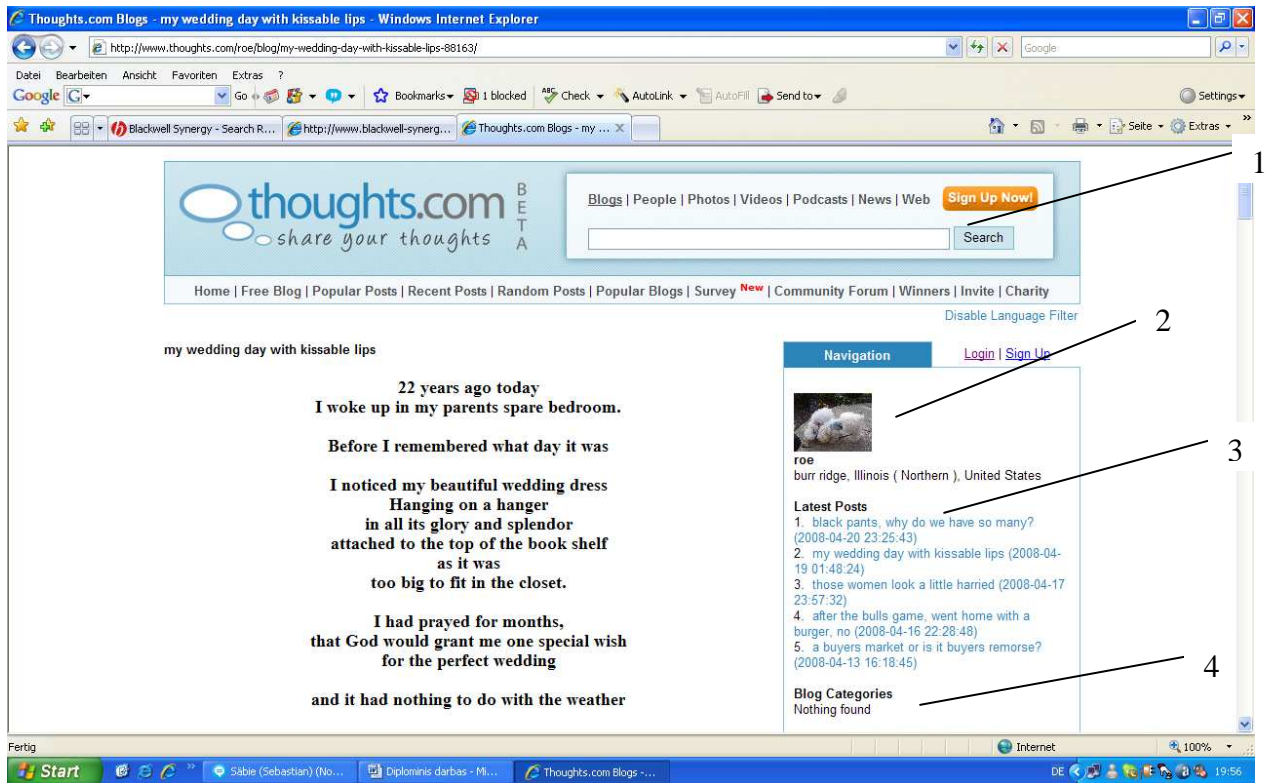 Thoughts.com Blogs - my wedding day with kissable lips - Windows Internet Explorer
http://www.thoughts.com/roe/blog/my-wedding-day-with-kissable-lips-88163/
Google
Datei Bearbeiten Ansicht Favoriten Extras ?
Google G Go Bookmarks 1 blocked ABC Check AutoLink AutoFill Send to Settings
Blackwell Synergy - Search R... http://www.blackwell-synerg... Thoughts.com Blogs - my ... X Seite Extras »
1
thoughts.com BETA
share your thoughts
Blogs | People | Photos | Videos | Podcasts | News | Web Sign Up Now!
Search
Home | Free Blog | Popular Posts | Recent Posts | Random Posts | Popular Blogs | Survey New | Community Forum | Winners | Invite | Charity
Disable Language Filter
2
my wedding day with kissable lips
22 years ago today
I woke up in my parents spare bedroom.
Before I remembered what day it was
I noticed my beautiful wedding dress
Hanging on a hanger
in all its glory and splendor
attached to the top of the book shelf
as it was
too big to fit in the closet.
I had prayed for months,
that God would grant me one special wish
for the perfect wedding
and it had nothing to do with the weather
Navigation Login | Sign Up
roe
burr ridge, Illinois ( Northern ), United States
3
Latest Posts
1. black pants, why do we have so many?
(2008-04-20 23:25:43)
2. my wedding day with kissable lips (2008-04-
19 01:48:24)
3. those women look a little harried (2008-04-17
23:57:32)
4. after the bulls game, went home with a
burger, no (2008-04-16 22:28:48)
5. a buyers market or is it buyers remorse?
(2008-04-13 16:18:45)
4
Blog Categories
Nothing found
Fertig Internet 100%
Start » Säbie (Sebastian) (No... Diplominis darbas - Mi... Thoughts.com Blogs -... DE 19:56